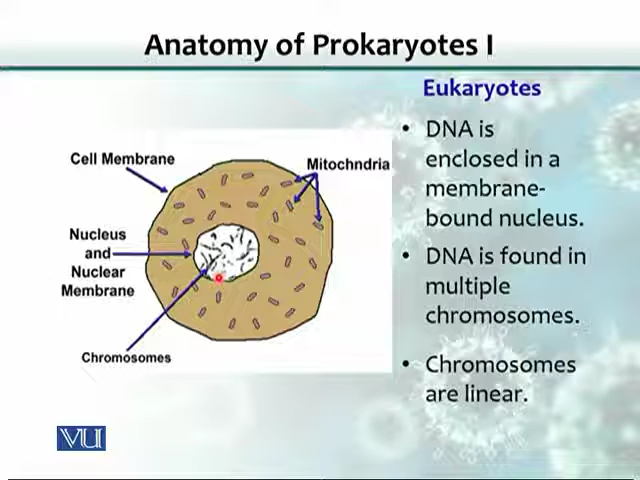 Anatomy of Prokaryotes I
Eukaryotes
Cell Membrane
Mitochndria
Nucleus
and
Nuclear
Membrane
Chromosomes
• DNA is
enclosed in a
membrane-
bound nucleus.
• DNA is found in
multiple
chromosomes.
• Chromosomes
are linear.
VU